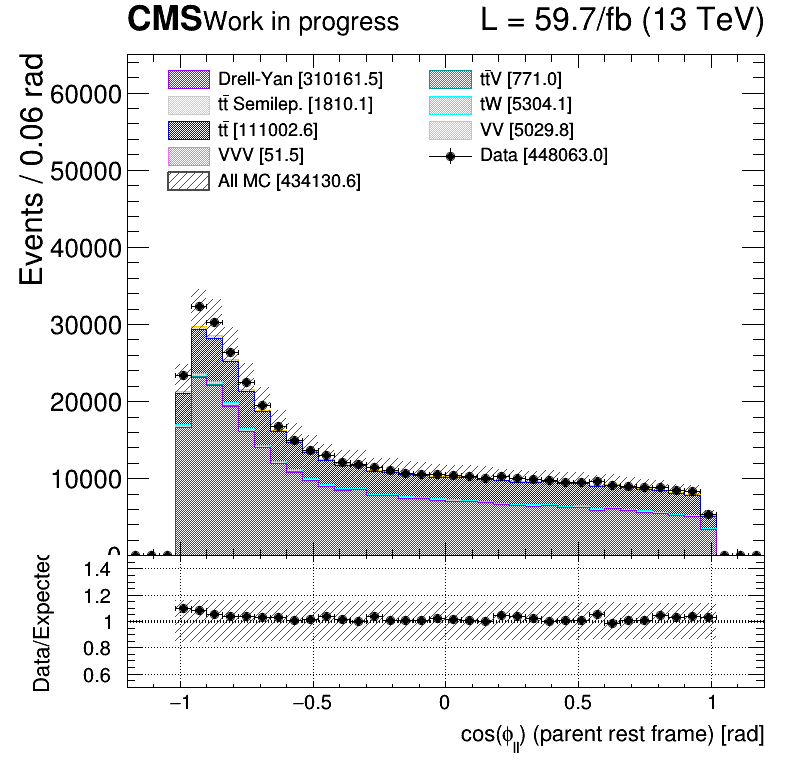 CMS Work in progress L = 59.7/fb (13 TeV)
Events / 0.06 rad
60000
50000
40000
30000
20000
10000
0
Drell-Yan [310161.5]
tt̄ Semilep. [1810.1]
tt̄ [111002.6]
VVV [51.5]
All MC [434130.6]
tt̄V [771.0]
tW [5304.1]
VV [5029.8]
Data [448063.0]
Data/Expected
1.4
1.2
1
0.8
0.6
−1 −0.5 0 0.5 1
cos(ϕ_ll) (parent rest frame) [rad]